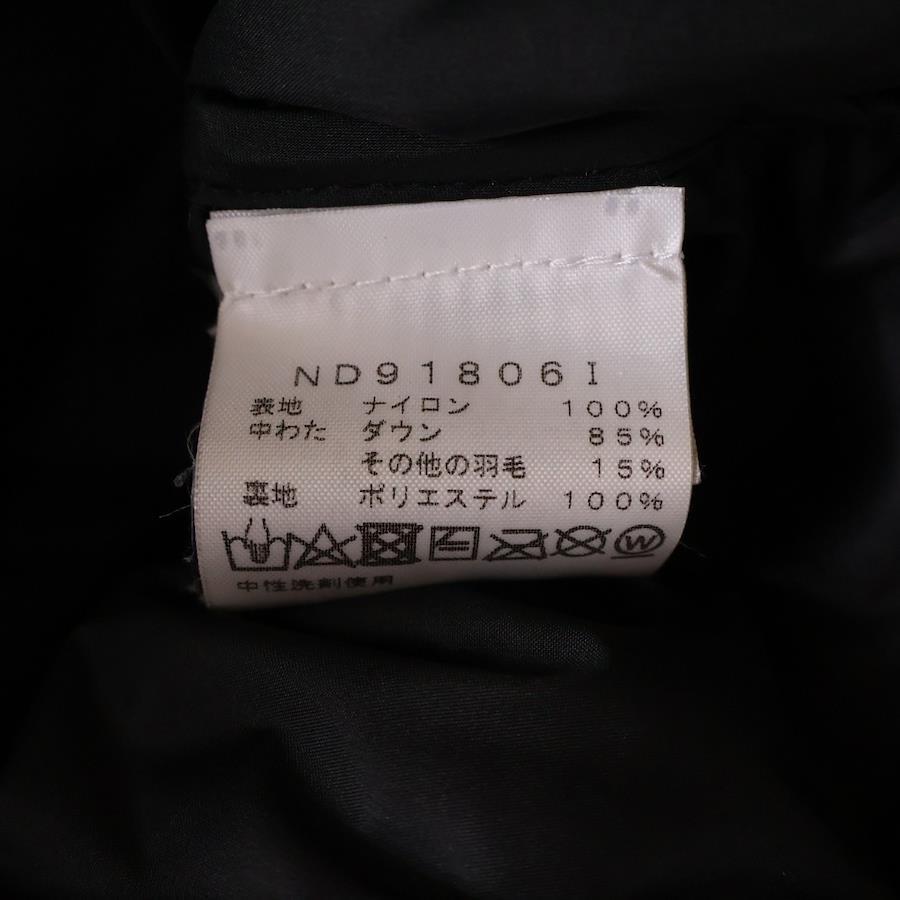 ND91806I
表地 ナイロン 100%
中わた ダウン 85%
その他の羽毛 15%
裏地 ポリエステル 100%
W
中性洗剤使用